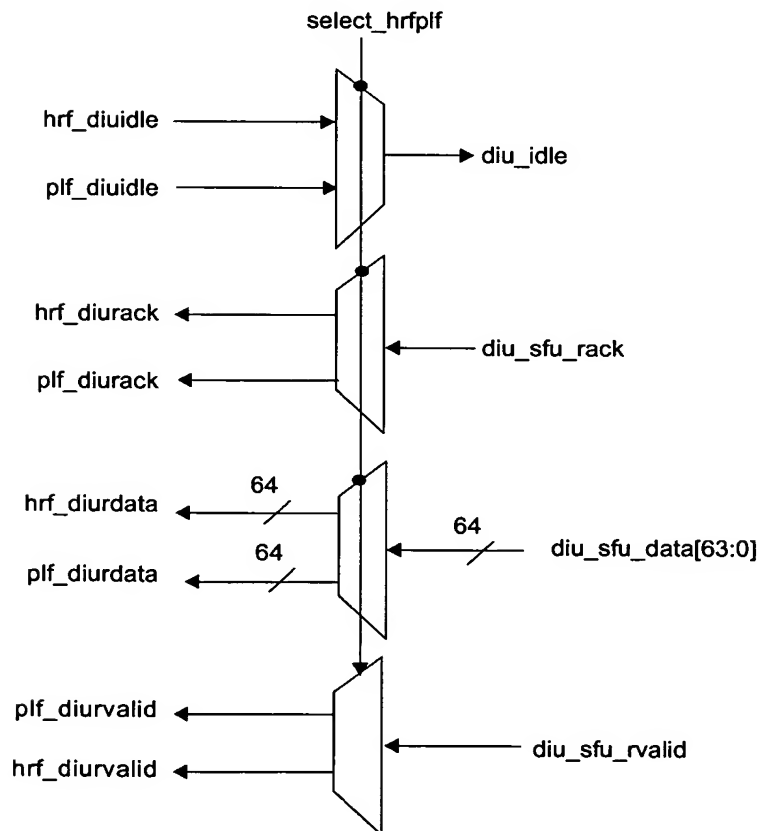 select_hrfplf
hrf_diuidle
diu_idle
plf_diuidle
hrf_diurack
diu_sfu_rack
plf_diurack
hrf_diurdata
64
64
diu_sfu_data[63:0]
plf_diurdata
64
plf_diurvalid
diu_sfu_rvalid
hrf_diurvalid